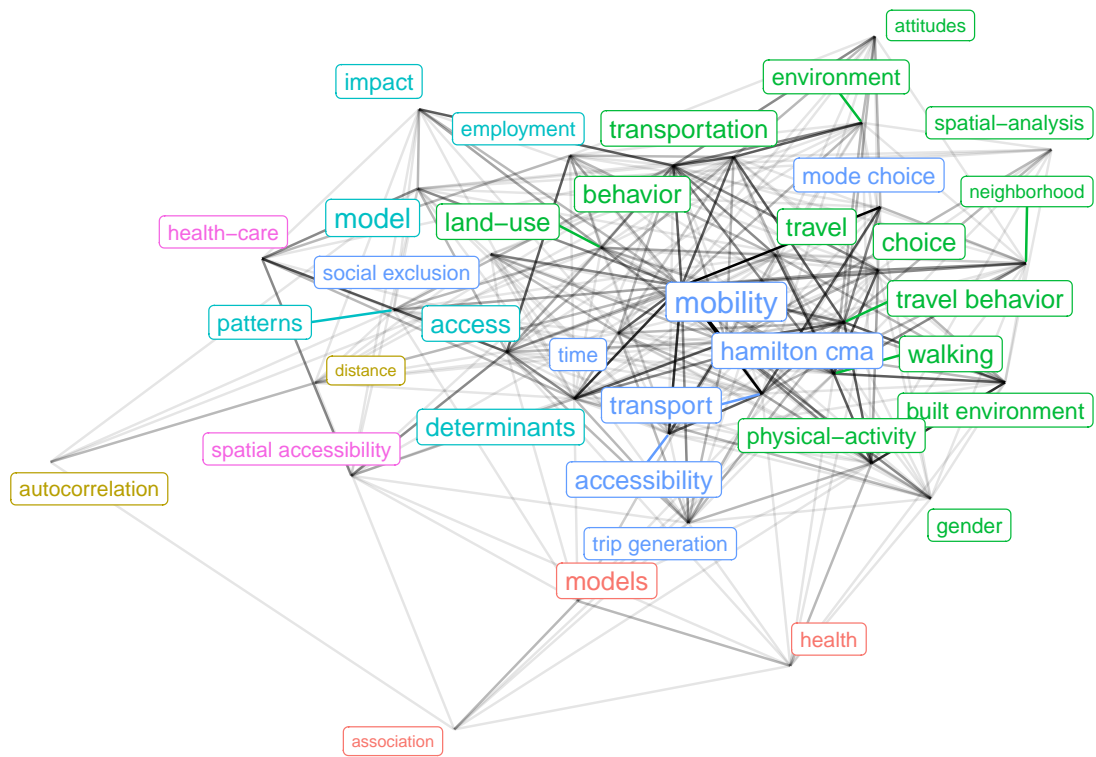 attitudes
environment
impact
spatial−analysis
employment
transportation
mode choice
neighborhood
behavior
model
land−use
travel
health−care
choice
social exclusion
mobility
travel behavior
patterns
access
time
hamilton cma
walking
distance
transport
built environment
determinants
physical−activity
spatial accessibility
accessibility
autocorrelation
gender
trip generation
models
health
association